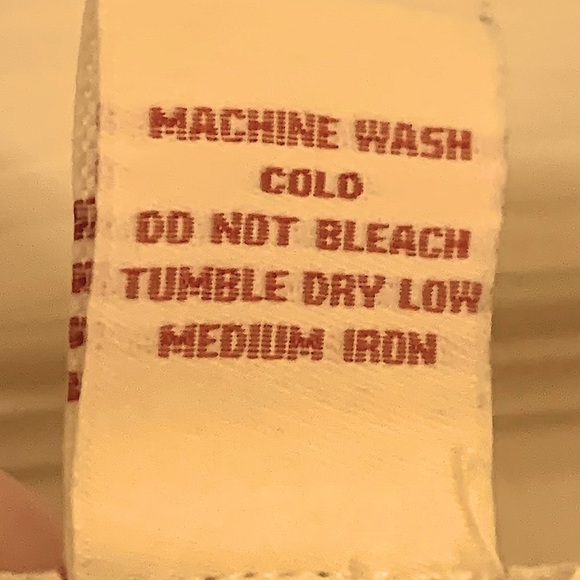 MACHINE WASH
COLD
DO NOT BLEACH
TUMBLE DRY LOW
MEDIUM IRON